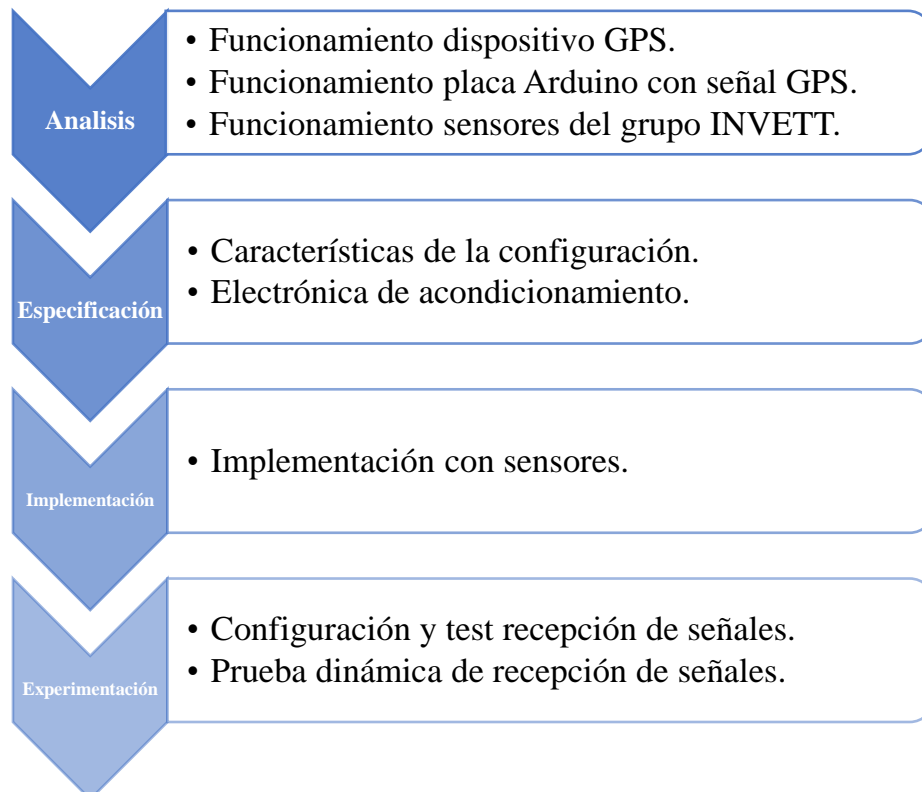 Analisis
• Funcionamiento dispositivo GPS.
• Funcionamiento placa Arduino con señal GPS.
• Funcionamiento sensores del grupo INVETT.
Especificación
• Características de la configuración.
• Electrónica de acondicionamiento.
Implementación
• Implementación con sensores.
Experimentación
• Configuración y test recepción de señales.
• Prueba dinámica de recepción de señales.